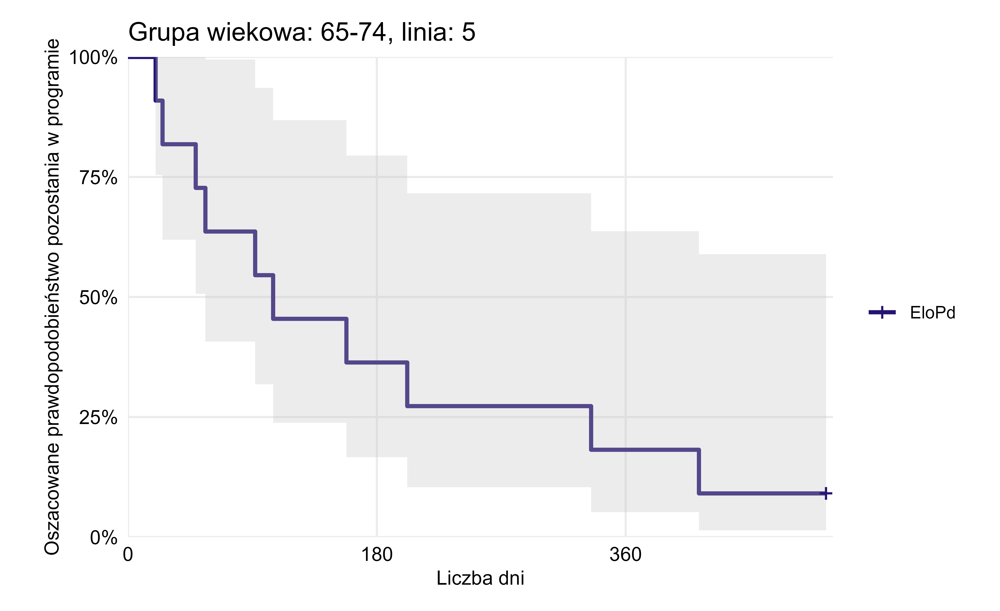 Grupa wiekowa: 65-74, linia: 5
Oszacowane prawdopodobieństwo pozostania w programie
100%
75%
50%
25%
0%
0
180
360
Liczba dni
EloPd